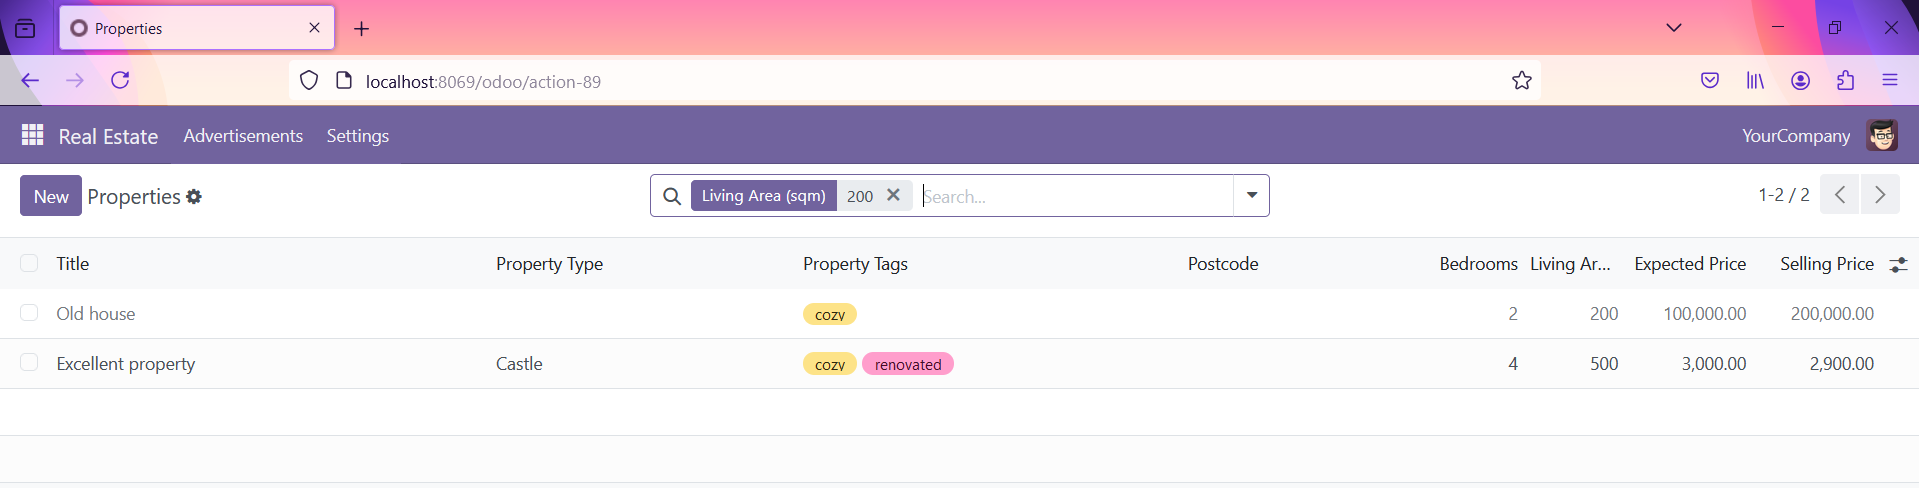 Properties
localhost:8069/odoo/action-89
Real Estate Advertisements Settings YourCompany
New Properties Living Area (sqm) 200 Search... 1-2 / 2
Title Property Type Property Tags Postcode Bedrooms Living Ar... Expected Price Selling Price
Old house cozy 2 200 100,000.00 200,000.00
Excellent property Castle cozy renovated 4 500 3,000.00 2,900.00